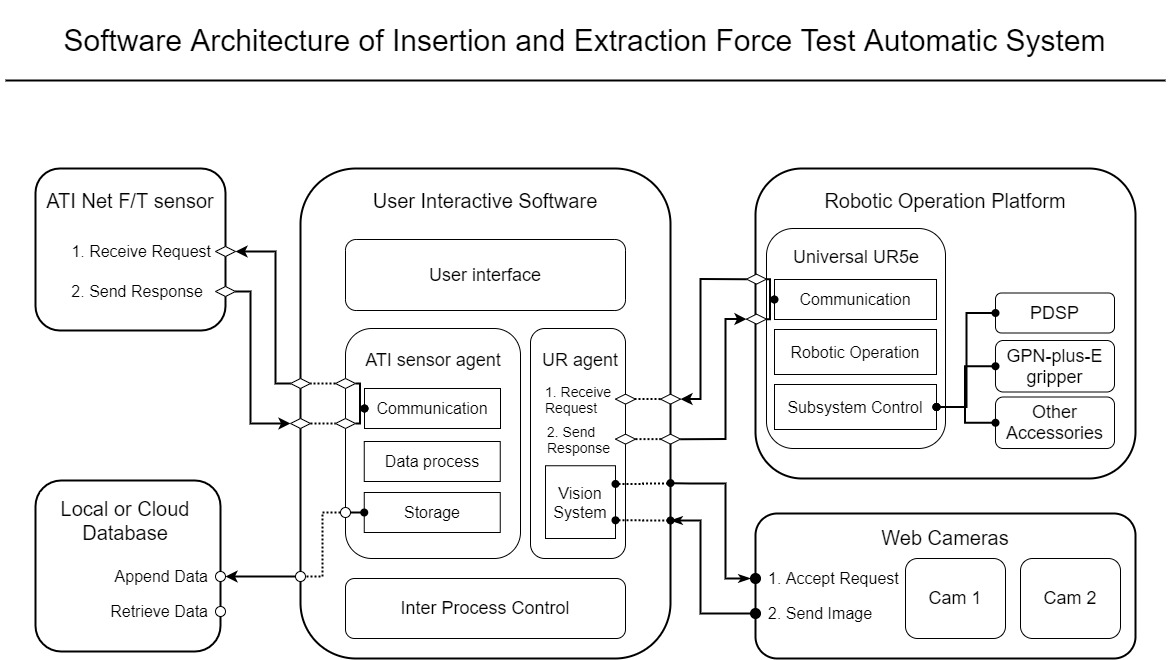 Software Architecture of Insertion and Extraction Force Test Automatic System
ATI Net F/T sensor
1. Receive Request
2. Send Response
Local or Cloud
Database
Append Data
Retrieve Data
User Interactive Software
User interface
ATI sensor agent
Communication
Data process
Storage
UR agent
1. Receive
Request
2. Send
Response
Vision
System
Inter Process Control
Robotic Operation Platform
Universal UR5e
Communication
Robotic Operation
Subsystem Control
PDSP
GPN-plus-E
gripper
Other
Accessories
Web Cameras
1. Accept Request
2. Send Image
Cam 1
Cam 2